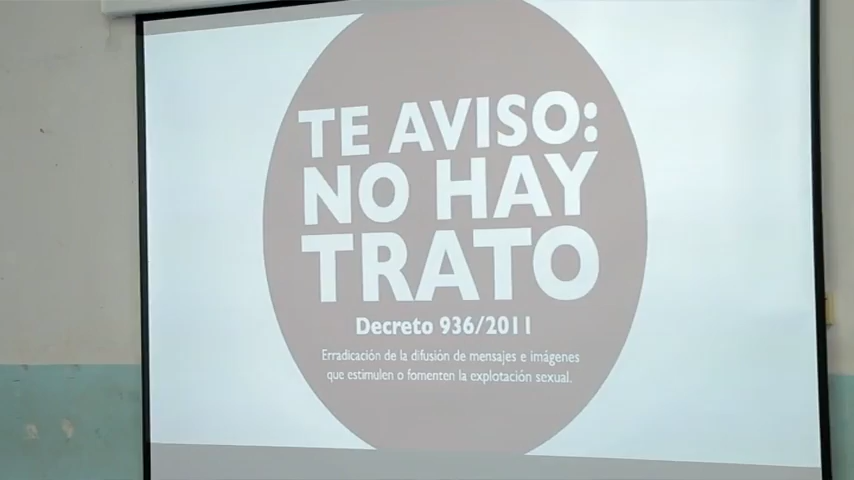 TE AVISO:
NO HAY
TRATO
Decreto 936/2011
Erradicación de la difusión de mensajes e imágenes
que estimulen o fomenten la explotación sexual.